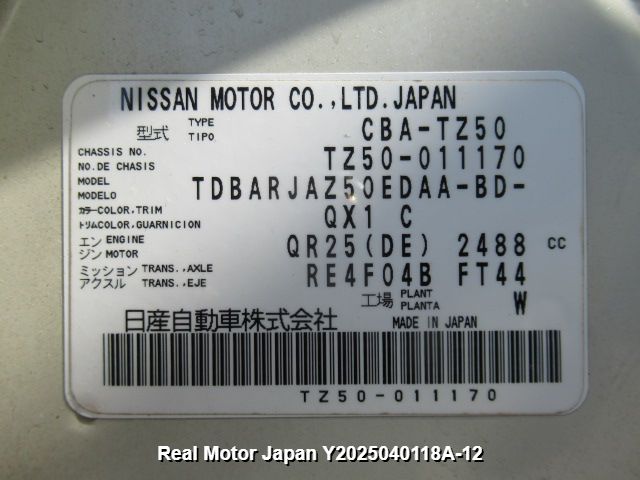 NISSAN MOTOR CO.,LTD.JAPAN
型式 TYPE TIPO CBA-TZ50
CHASSIS NO. NO.DE CHASIS TZ50-011170
MODEL MODELO TDBARJAZ50EDAA-BD-
カラーCOLOR,TRIM トリムCOLOR,GUARNICION QX1 C
エンジン ENGINE MOTOR QR25(DE) 2488 cc
ミッション TRANS.,AXLE アクスル TRANS.,EJE RE4F04B FT44
工場 PLANT PLANTA W
日産自動車株式会社 MADE IN JAPAN
TZ50-011170
Real Motor Japan Y2025040118A-12